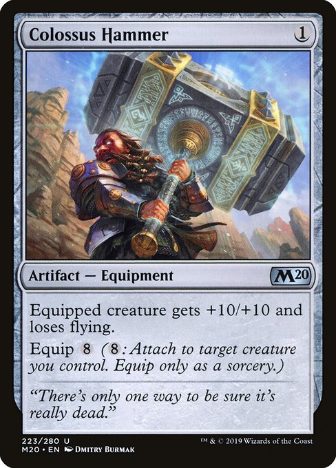 Colossus Hammer 1
Artifact — Equipment M20
Equipped creature gets +10/+10 and
loses flying.
Equip 8 (8: Attach to target creature
you control. Equip only as a sorcery.)
"There's only one way to be sure it's
really dead."
223/280 U
M20 • EN DMITRY BURMAK ™ & © 2019 Wizards of the Coast